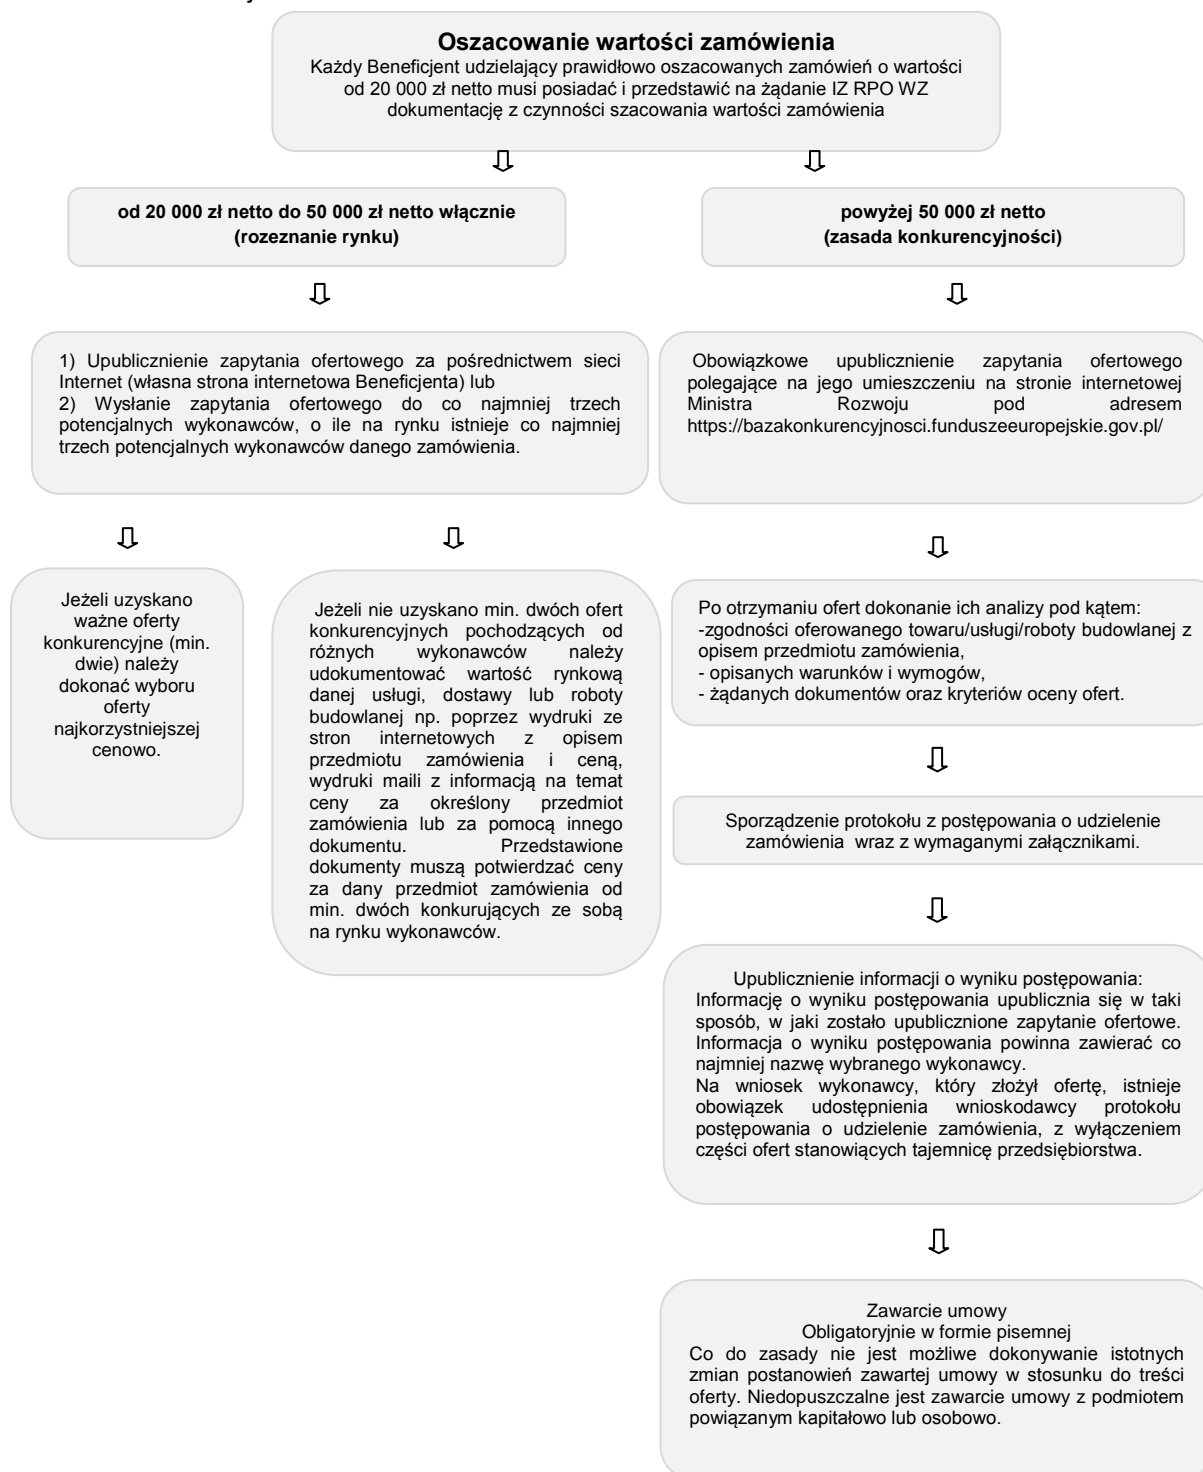 Oszacowanie wartości zamówienia
Każdy Beneficjent udzielający prawidłowo oszacowanych zamówień o wartości
od 20 000 zł netto musi posiadać i przedstawić na żądanie IZ RPO WZ
dokumentację z czynności szacowania wartości zamówienia
od 20 000 zł netto do 50 000 zł netto włącznie
(rozeznanie rynku)
powyżej 50 000 zł netto
(zasada konkurencyjności)
1) Upublicznienie zapytania ofertowego za pośrednictwem sieci
Internet (własna strona internetowa Beneficjenta) lub
2) Wysłanie zapytania ofertowego do co najmniej trzech
potencjalnych wykonawców, o ile na rynku istnieje co najmniej
trzech potencjalnych wykonawców danego zamówienia.
Obowiązkowe upublicznienie zapytania ofertowego
polegające na jego umieszczeniu na stronie internetowej
Ministra Rozwoju pod adresem
https://bazakonkurencyjnosci.funduszeeuropejskie.gov.pl/
Jeżeli uzyskano
ważne oferty
konkurencyjne (min.
dwie) należy
dokonać wyboru
oferty
najkorzystniejszej
cenowo.
Jeżeli nie uzyskano min. dwóch ofert
konkurencyjnych pochodzących od
różnych wykonawców należy
udokumentować wartość rynkową
danej usługi, dostawy lub roboty
budowlanej np. poprzez wydruki ze
stron internetowych z opisem
przedmiotu zamówienia i ceną,
wydruki maili z informacją na temat
ceny za określony przedmiot
zamówienia lub za pomocą innego
dokumentu. Przedstawione
dokumenty muszą potwierdzać ceny
za dany przedmiot zamówienia od
min. dwóch konkurujących ze sobą
na rynku wykonawców.
Po otrzymaniu ofert dokonanie ich analizy pod kątem:
-zgodności oferowanego towaru/usługi/roboty budowlanej z
opisem przedmiotu zamówienia,
- opisanych warunków i wymogów,
- żądanych dokumentów oraz kryteriów oceny ofert.
Sporządzenie protokołu z postępowania o udzielenie
zamówienia wraz z wymaganymi załącznikami.
Upublicznienie informacji o wyniku postępowania:
Informację o wyniku postępowania upublicznia się w taki
sposób, w jaki zostało upublicznione zapytanie ofertowe.
Informacja o wyniku postępowania powinna zawierać co
najmniej nazwę wybranego wykonawcy.
Na wniosek wykonawcy, który złożył ofertę, istnieje
obowiązek udostępnienia wnioskodawcy protokołu
postępowania o udzielenie zamówienia, z wyłączeniem
części ofert stanowiących tajemnicę przedsiębiorstwa.
Zawarcie umowy
Obligatoryjnie w formie pisemnej
Co do zasady nie jest możliwe dokonywanie istotnych
zmian postanowień zawartej umowy w stosunku do treści
oferty. Niedopuszczalne jest zawarcie umowy z podmiotem
powiązanym kapitałowo lub osobowo.